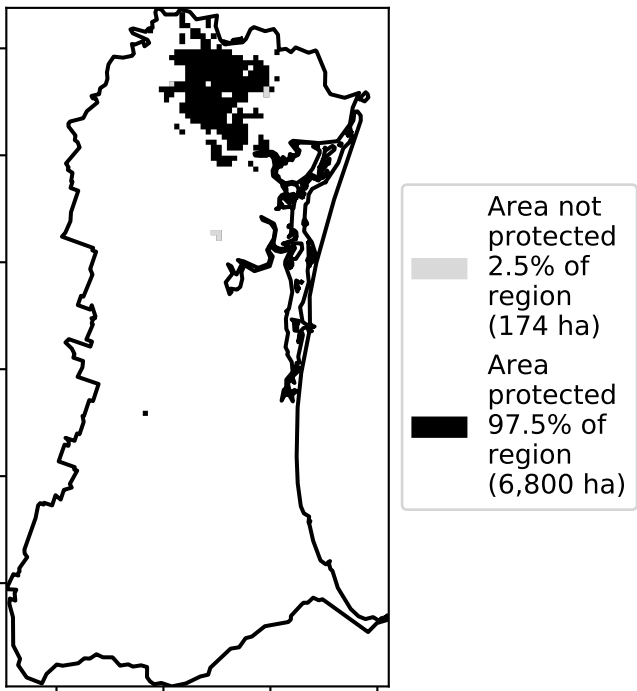 Area not
protected
2.5% of
region
(174 ha)
Area
protected
97.5% of
region
(6,800 ha)